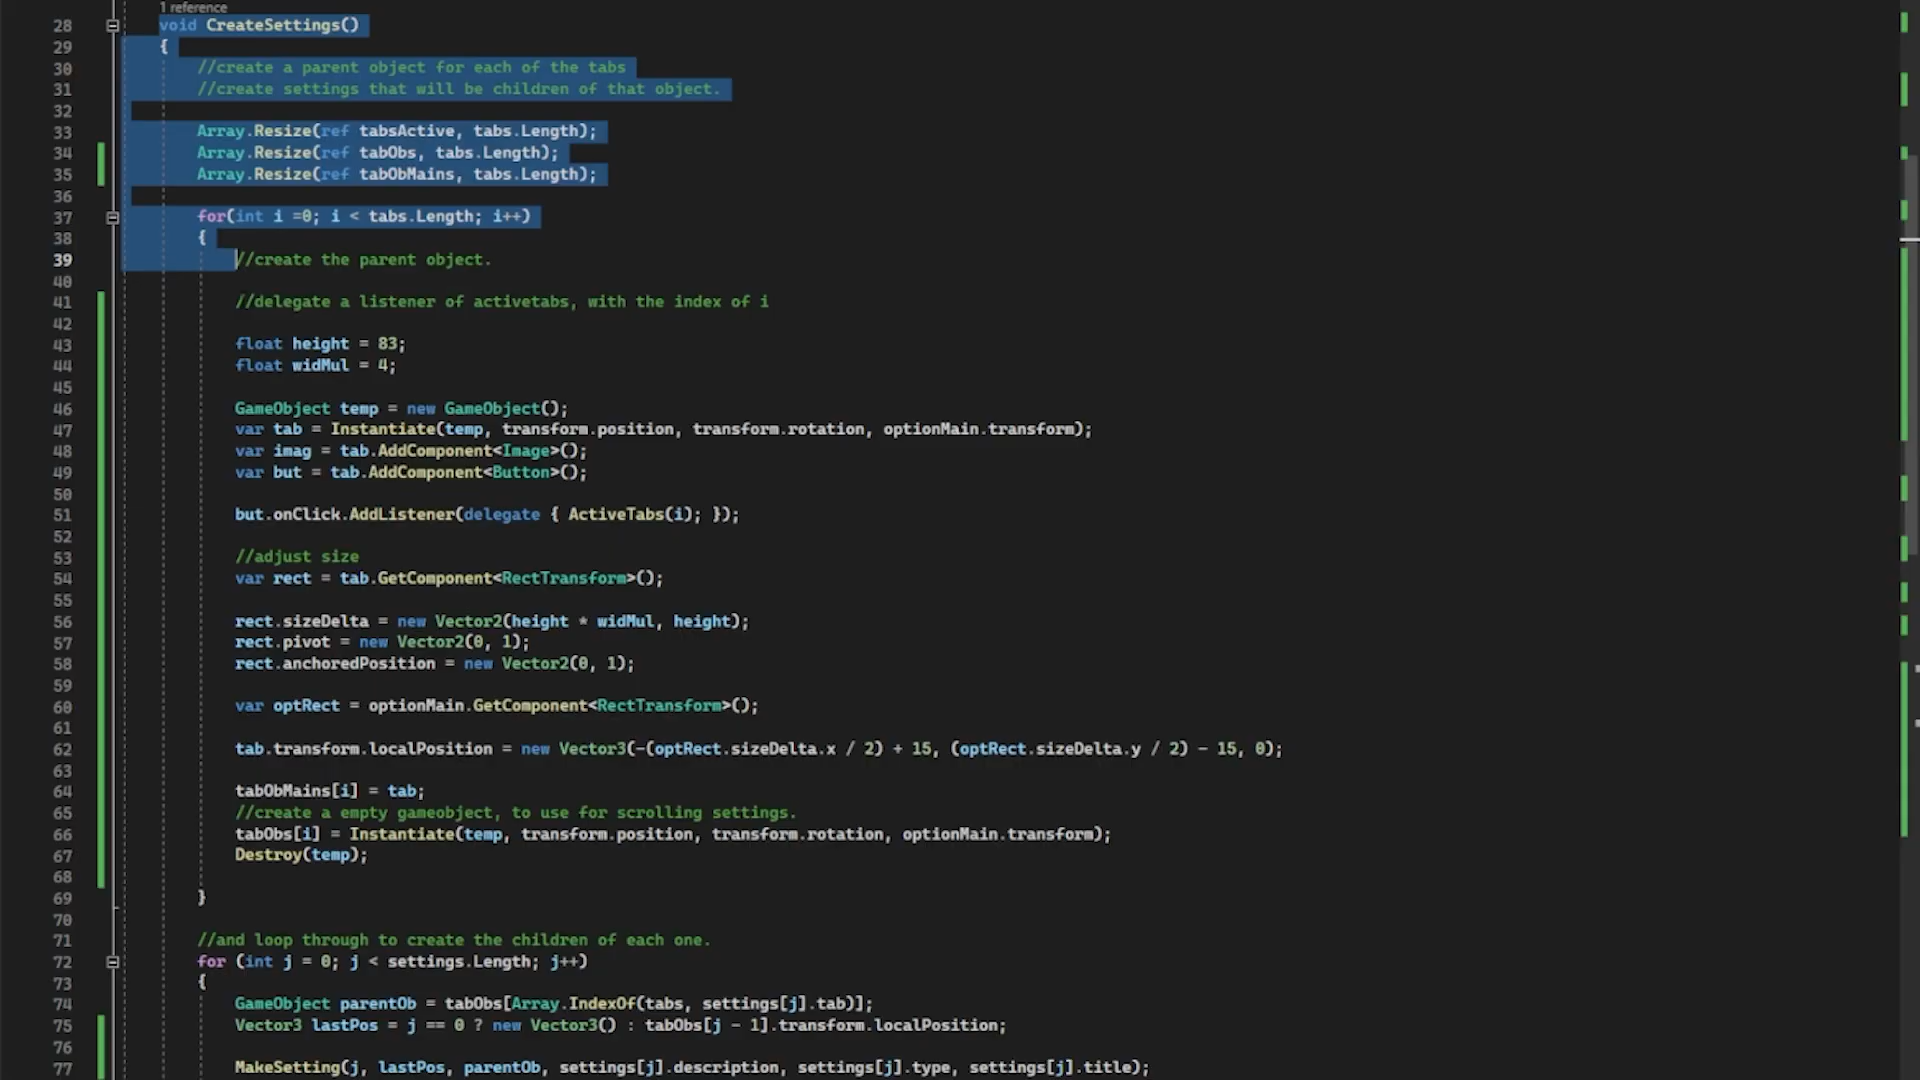 1 reference
28 void CreateSettings()
29 {
30 //create a parent object for each of the tabs
31 //create settings that will be children of that object.
32
33 Array.Resize(ref tabsActive, tabs.Length);
34 Array.Resize(ref tabObs, tabs.Length);
35 Array.Resize(ref tabObMains, tabs.Length);
36
37 for(int i =0; i < tabs.Length; i++)
38 {
39 //create the parent object.
40
41 //delegate a listener of activetabs, with the index of i
42
43 float height = 83;
44 float widMul = 4;
45
46 GameObject temp = new GameObject();
47 var tab = Instantiate(temp, transform.position, transform.rotation, optionMain.transform);
48 var imag = tab.AddComponent<Image>();
49 var but = tab.AddComponent<Button>();
50
51 but.onClick.AddListener(delegate { ActiveTabs(i); });
52
53 //adjust size
54 var rect = tab.GetComponent<RectTransform>();
55
56 rect.sizeDelta = new Vector2(height * widMul, height);
57 rect.pivot = new Vector2(0, 1);
58 rect.anchoredPosition = new Vector2(0, 1);
59
60 var optRect = optionMain.GetComponent<RectTransform>();
61
62 tab.transform.localPosition = new Vector3(-(optRect.sizeDelta.x / 2) + 15, (optRect.sizeDelta.y / 2) - 15, 0);
63
64 tabObMains[i] = tab;
65 //create a empty gameobject, to use for scrolling settings.
66 tabObs[i] = Instantiate(temp, transform.position, transform.rotation, optionMain.transform);
67 Destroy(temp);
68
69 }
70
71 //and loop through to create the children of each one.
72 for (int j = 0; j < settings.Length; j++)
73 {
74 GameObject parentOb = tabObs[Array.IndexOf(tabs, settings[j].tab)];
75 Vector3 lastPos = j == 0 ? new Vector3() : tabObs[j - 1].transform.localPosition;
76
77 MakeSetting(j, lastPos, parentOb, settings[j].description, settings[j].type, settings[j].title);